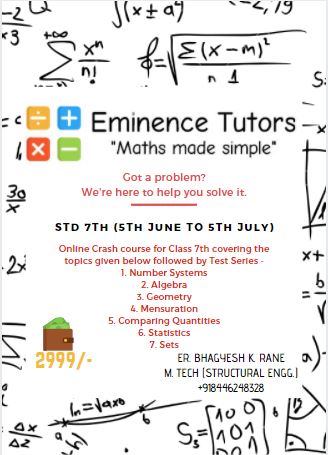 Eminence Tutors
"Maths made simple"
Got a problem?
We're here to help you solve it.
STD 7TH (5TH JUNE TO 5TH JULY)
Online Crash course for Class 7th covering the
topics given below followed by Test Series -
1. Number Systems
2. Algebra
3. Geometry
4. Mensuration
5. Comparing Quantities
6. Statistics
7. Sets
2999/-
ER. BHAGYESH K. RANE
M. TECH (STRUCTURAL ENGG.)
+918446248328